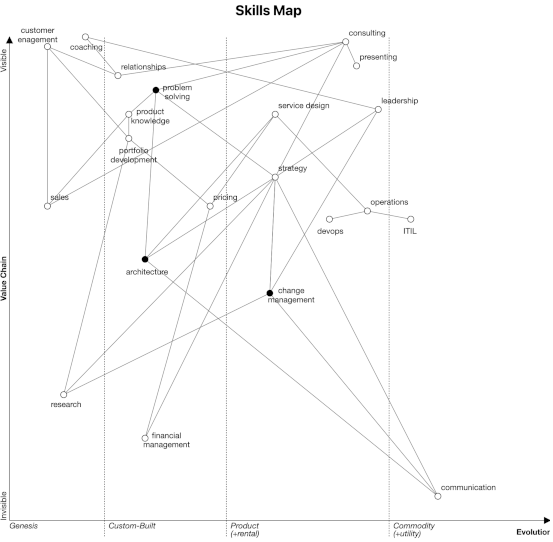 Skills Map
customer
enagement
coaching
consulting
presenting
relationships
problem
solving
leadership
service design
product
knowledge
portfolio
development
strategy
sales
pricing
operations
devops
ITIL
architecture
change
management
research
financial
management
communication
Visible
Value Chain
Invisible
Genesis
Custom-Built
Product
(+rental)
Commodity
(+utility)